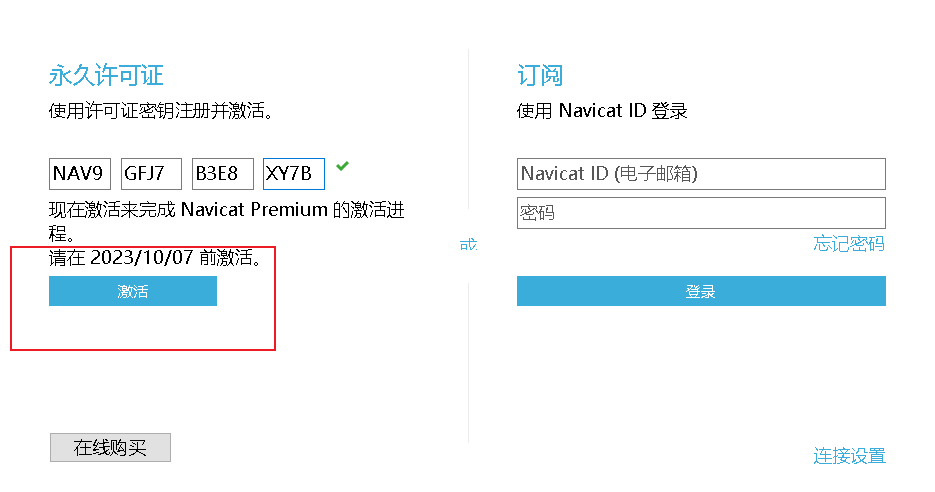 永久许可证
使用许可证密钥注册并激活。
NAV9 GFJ7 B3E8 XY7B
现在激活来完成 Navicat Premium 的激活进
程。
请在 2023/10/07 前激活。
激活
在线购买
或
订阅
使用 Navicat ID 登录
Navicat ID (电子邮箱)
密码
忘记密码
登录
连接设置